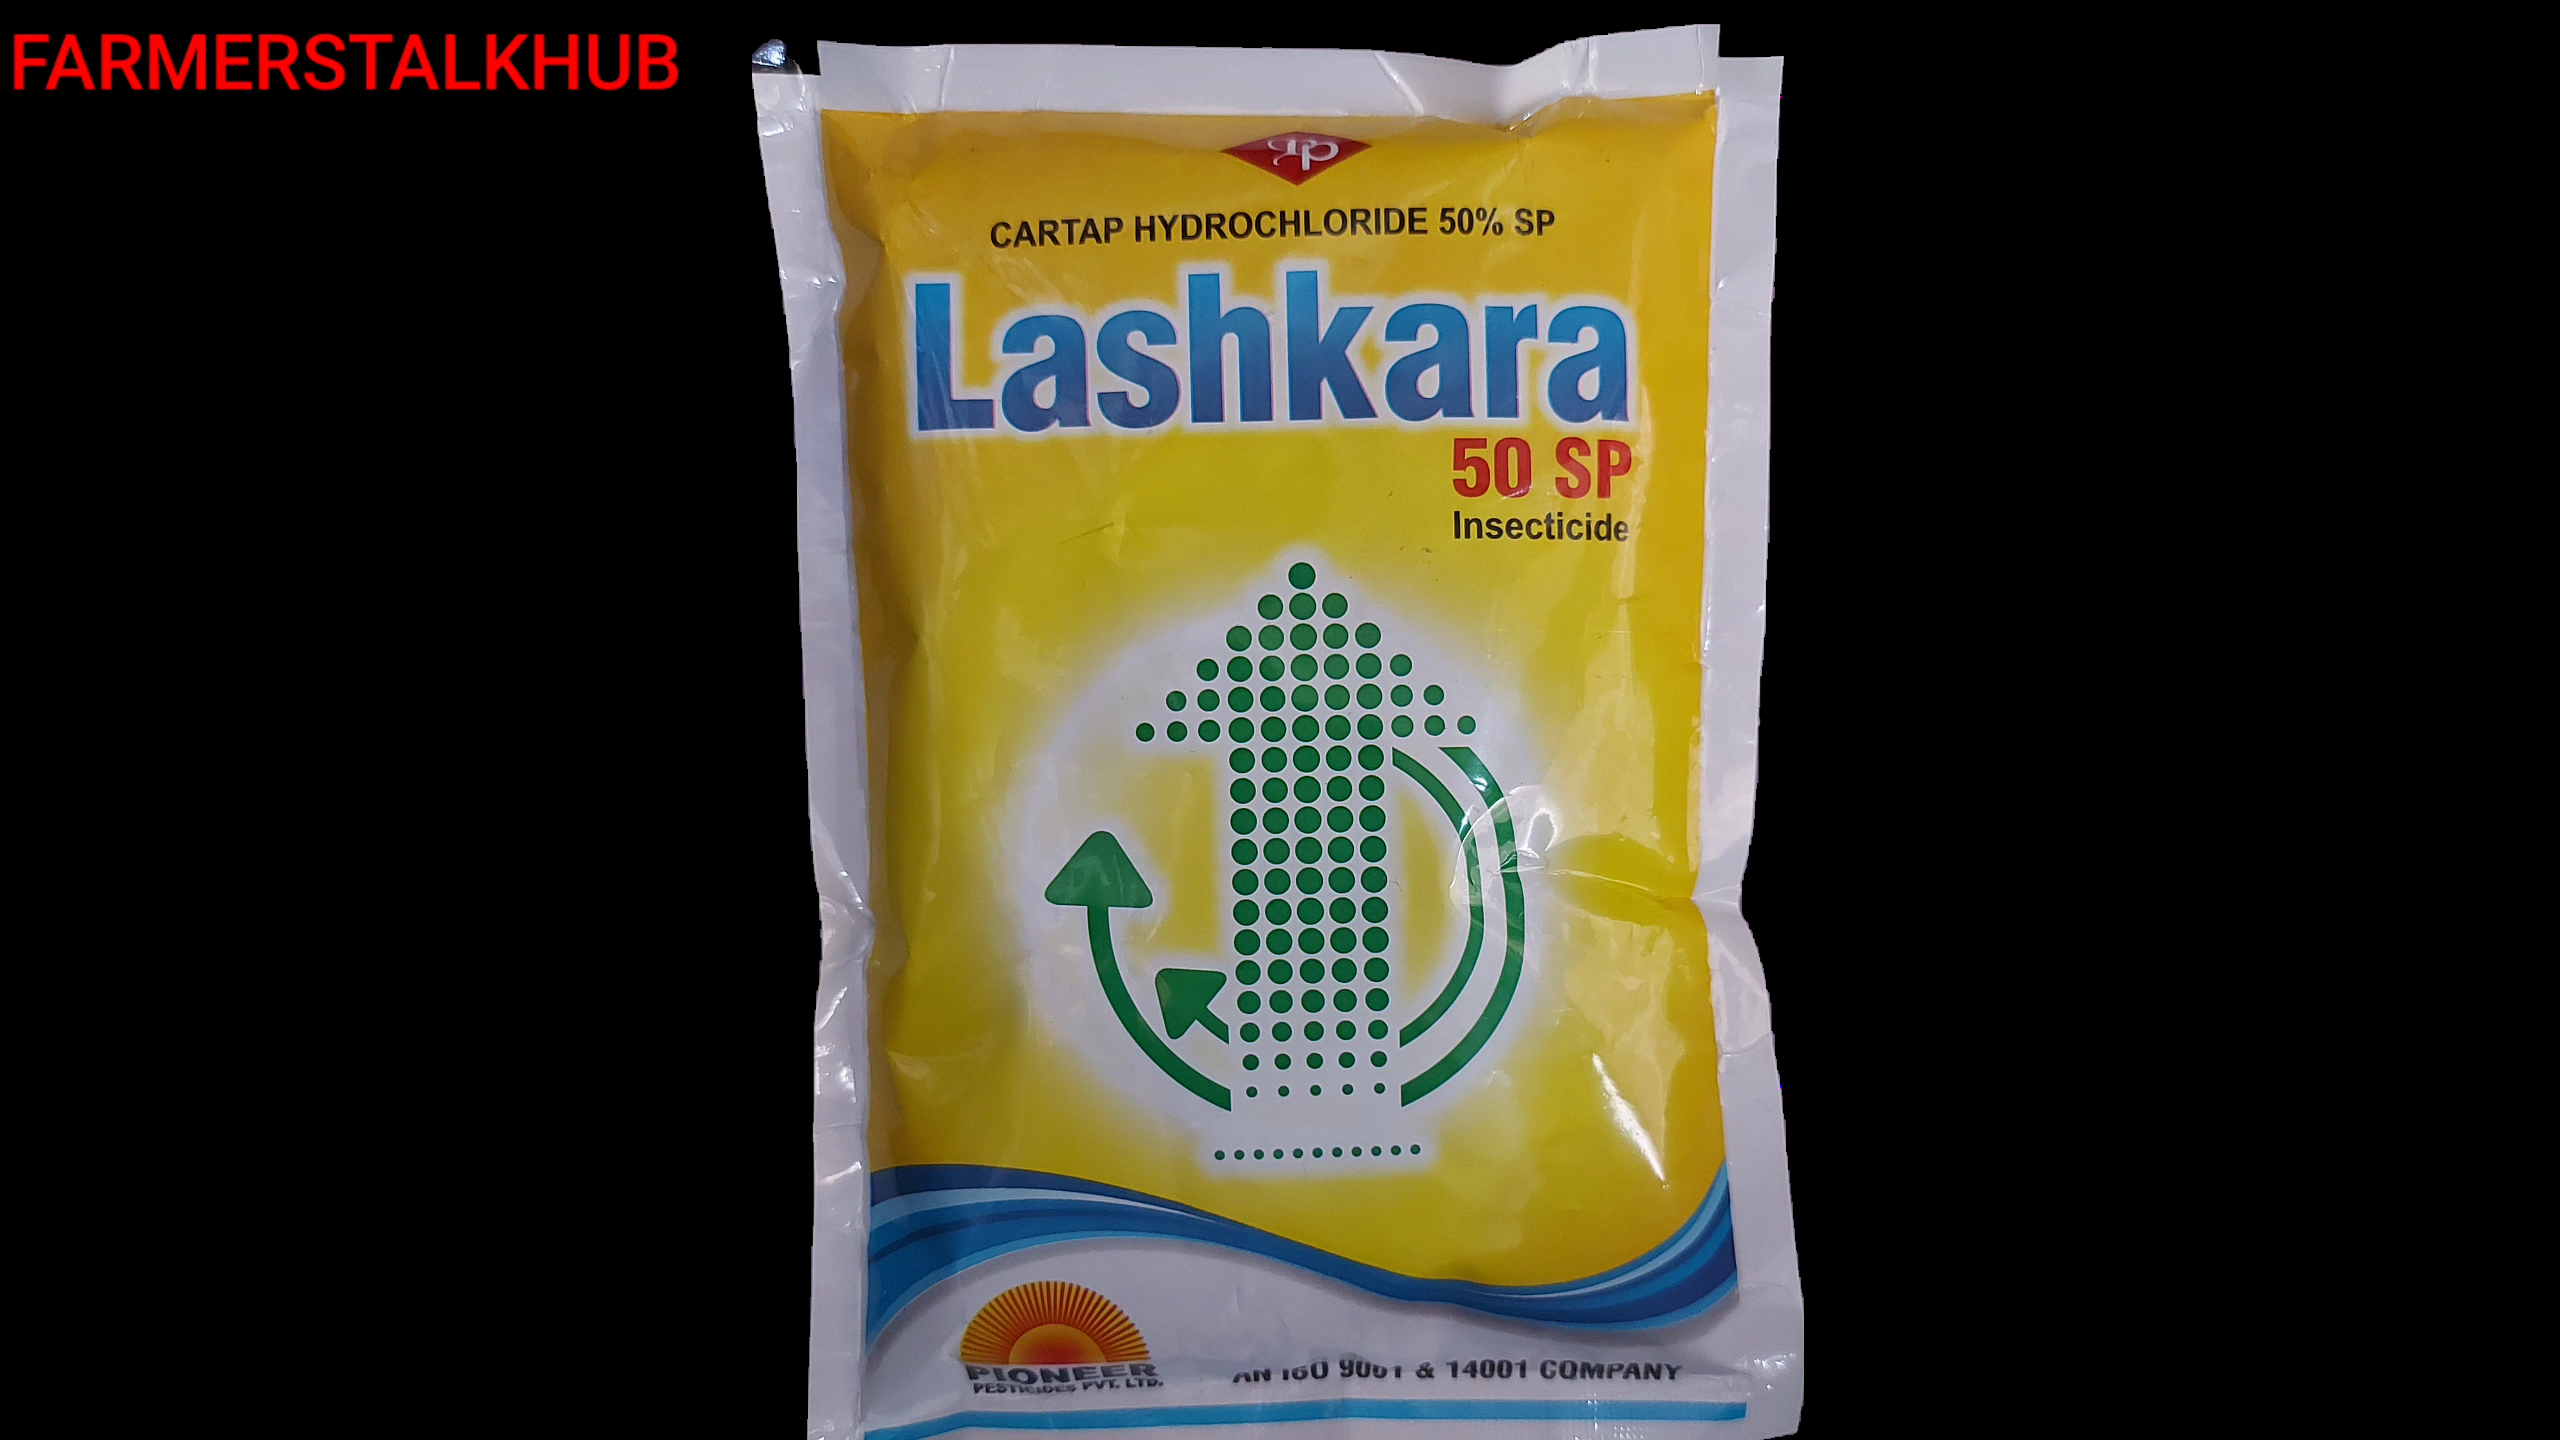 FARMERSTALKHUB
CARTAP HYDROCHLORIDE 50% SP
Lashkara
50 SP
Insecticide
PIONEER
PESTICIDES PVT. LTD.
AN ISO 9001 & 14001 COMPANY